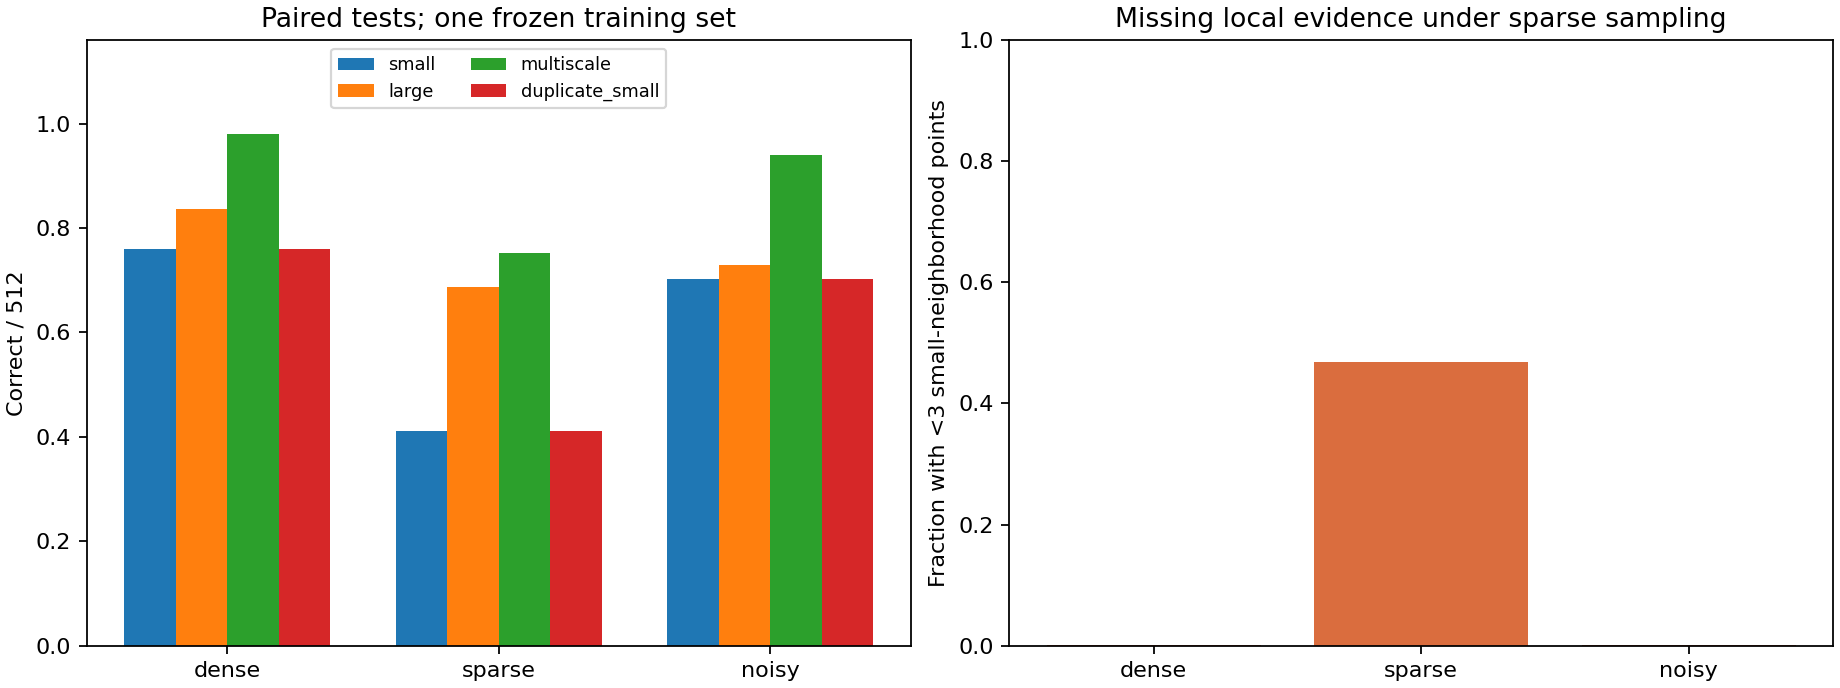 Paired tests; one frozen training set
small
multiscale
large
duplicate_small
Correct / 512
1.0
0.8
0.6
0.4
0.2
0.0
dense
sparse
noisy
Missing local evidence under sparse sampling
Fraction with <3 small-neighborhood points
1.0
0.8
0.6
0.4
0.2
0.0
dense
sparse
noisy